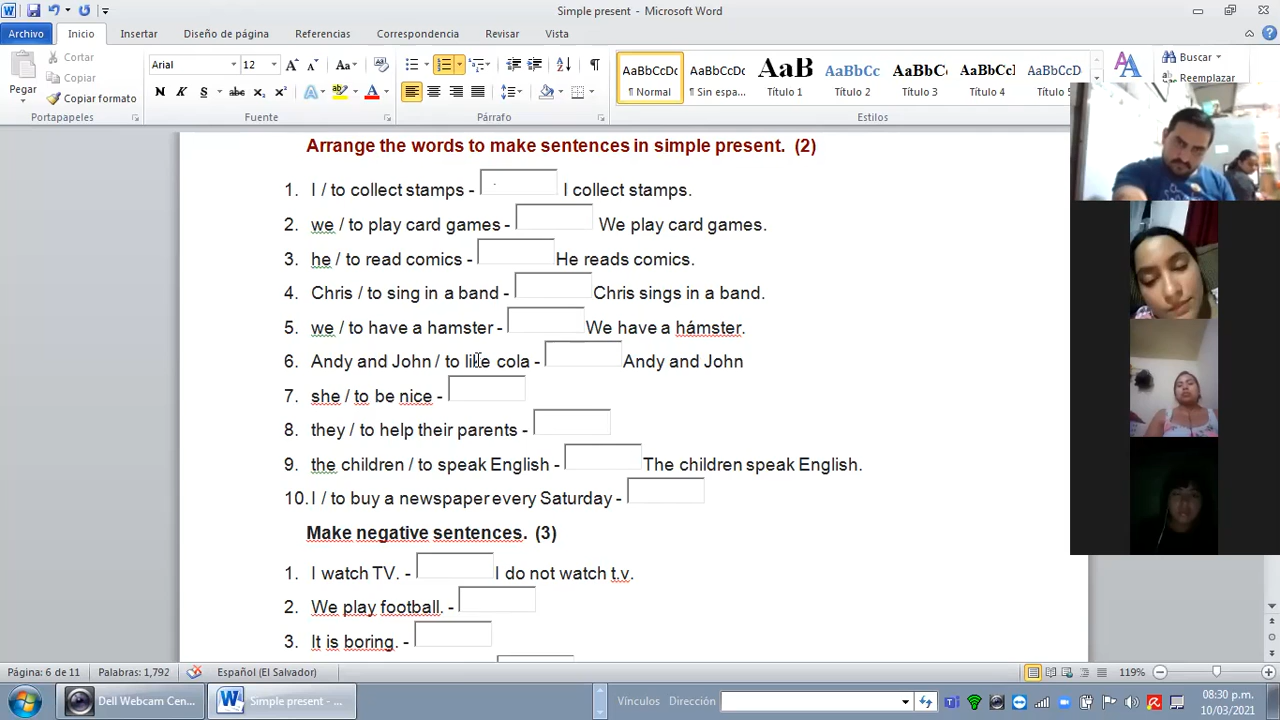 Simple present - Microsoft Word
Archivo Inicio Insertar Diseño de página Referencias Correspondencia Revisar Vista
Cortar
Copiar
Copiar formato
Pegar
Portapapeles
Arial 12
Fuente
Párrafo
AaBbCcDc AaBbCcDc AaB AaBbCc AaBbC AaBbCc AaBbCcD
¶ Normal ¶ Sin espa... Título 1 Título 2 Título 3 Título 4 Título 5
Estilos
Buscar
Reemplazar
Arrange the words to make sentences in simple present. (2)
1. I / to collect stamps - I collect stamps.
2. we / to play card games - We play card games.
3. he / to read comics - He reads comics.
4. Chris / to sing in a band - Chris sings in a band.
5. we / to have a hamster - We have a hámster.
6. Andy and John / to like cola - Andy and John
7. she / to be nice -
8. they / to help their parents -
9. the children / to speak English - The children speak English.
10. I / to buy a newspaper every Saturday -
Make negative sentences. (3)
1. I watch TV. - I do not watch t.v.
2. We play football. -
3. It is boring. -
Página: 6 de 11 Palabras: 1,792 Español (El Salvador) 119%
Dell Webcam Cen... Simple present - ... Vínculos Dirección
08:30 p.m.
10/03/2021